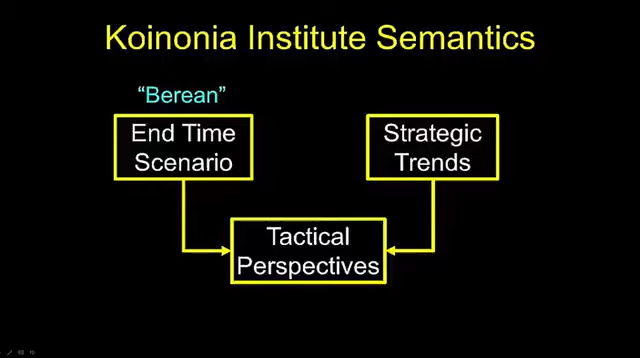 Koinonia Institute Semantics
“Berean”
End Time
Scenario
Strategic
Trends
Tactical
Perspectives